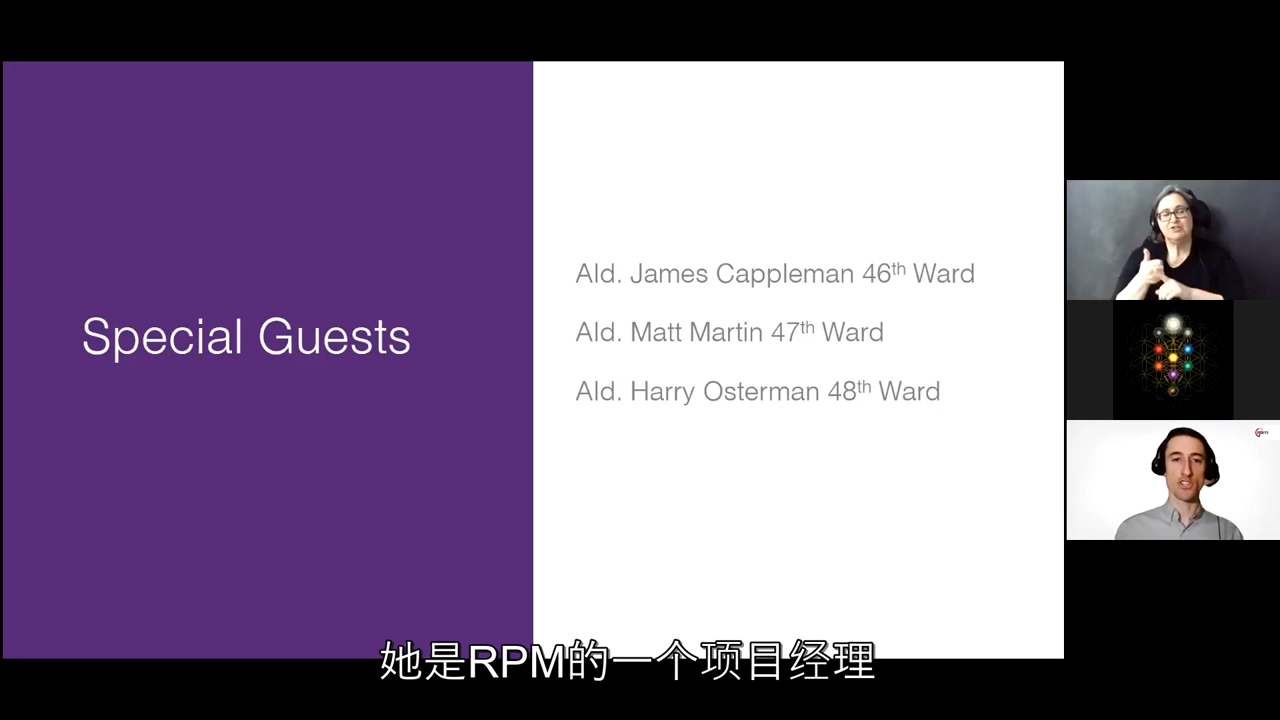 Special Guests
Ald. James Cappleman 46th Ward
Ald. Matt Martin 47th Ward
Ald. Harry Osterman 48th Ward
她是RPM的一个项目经理